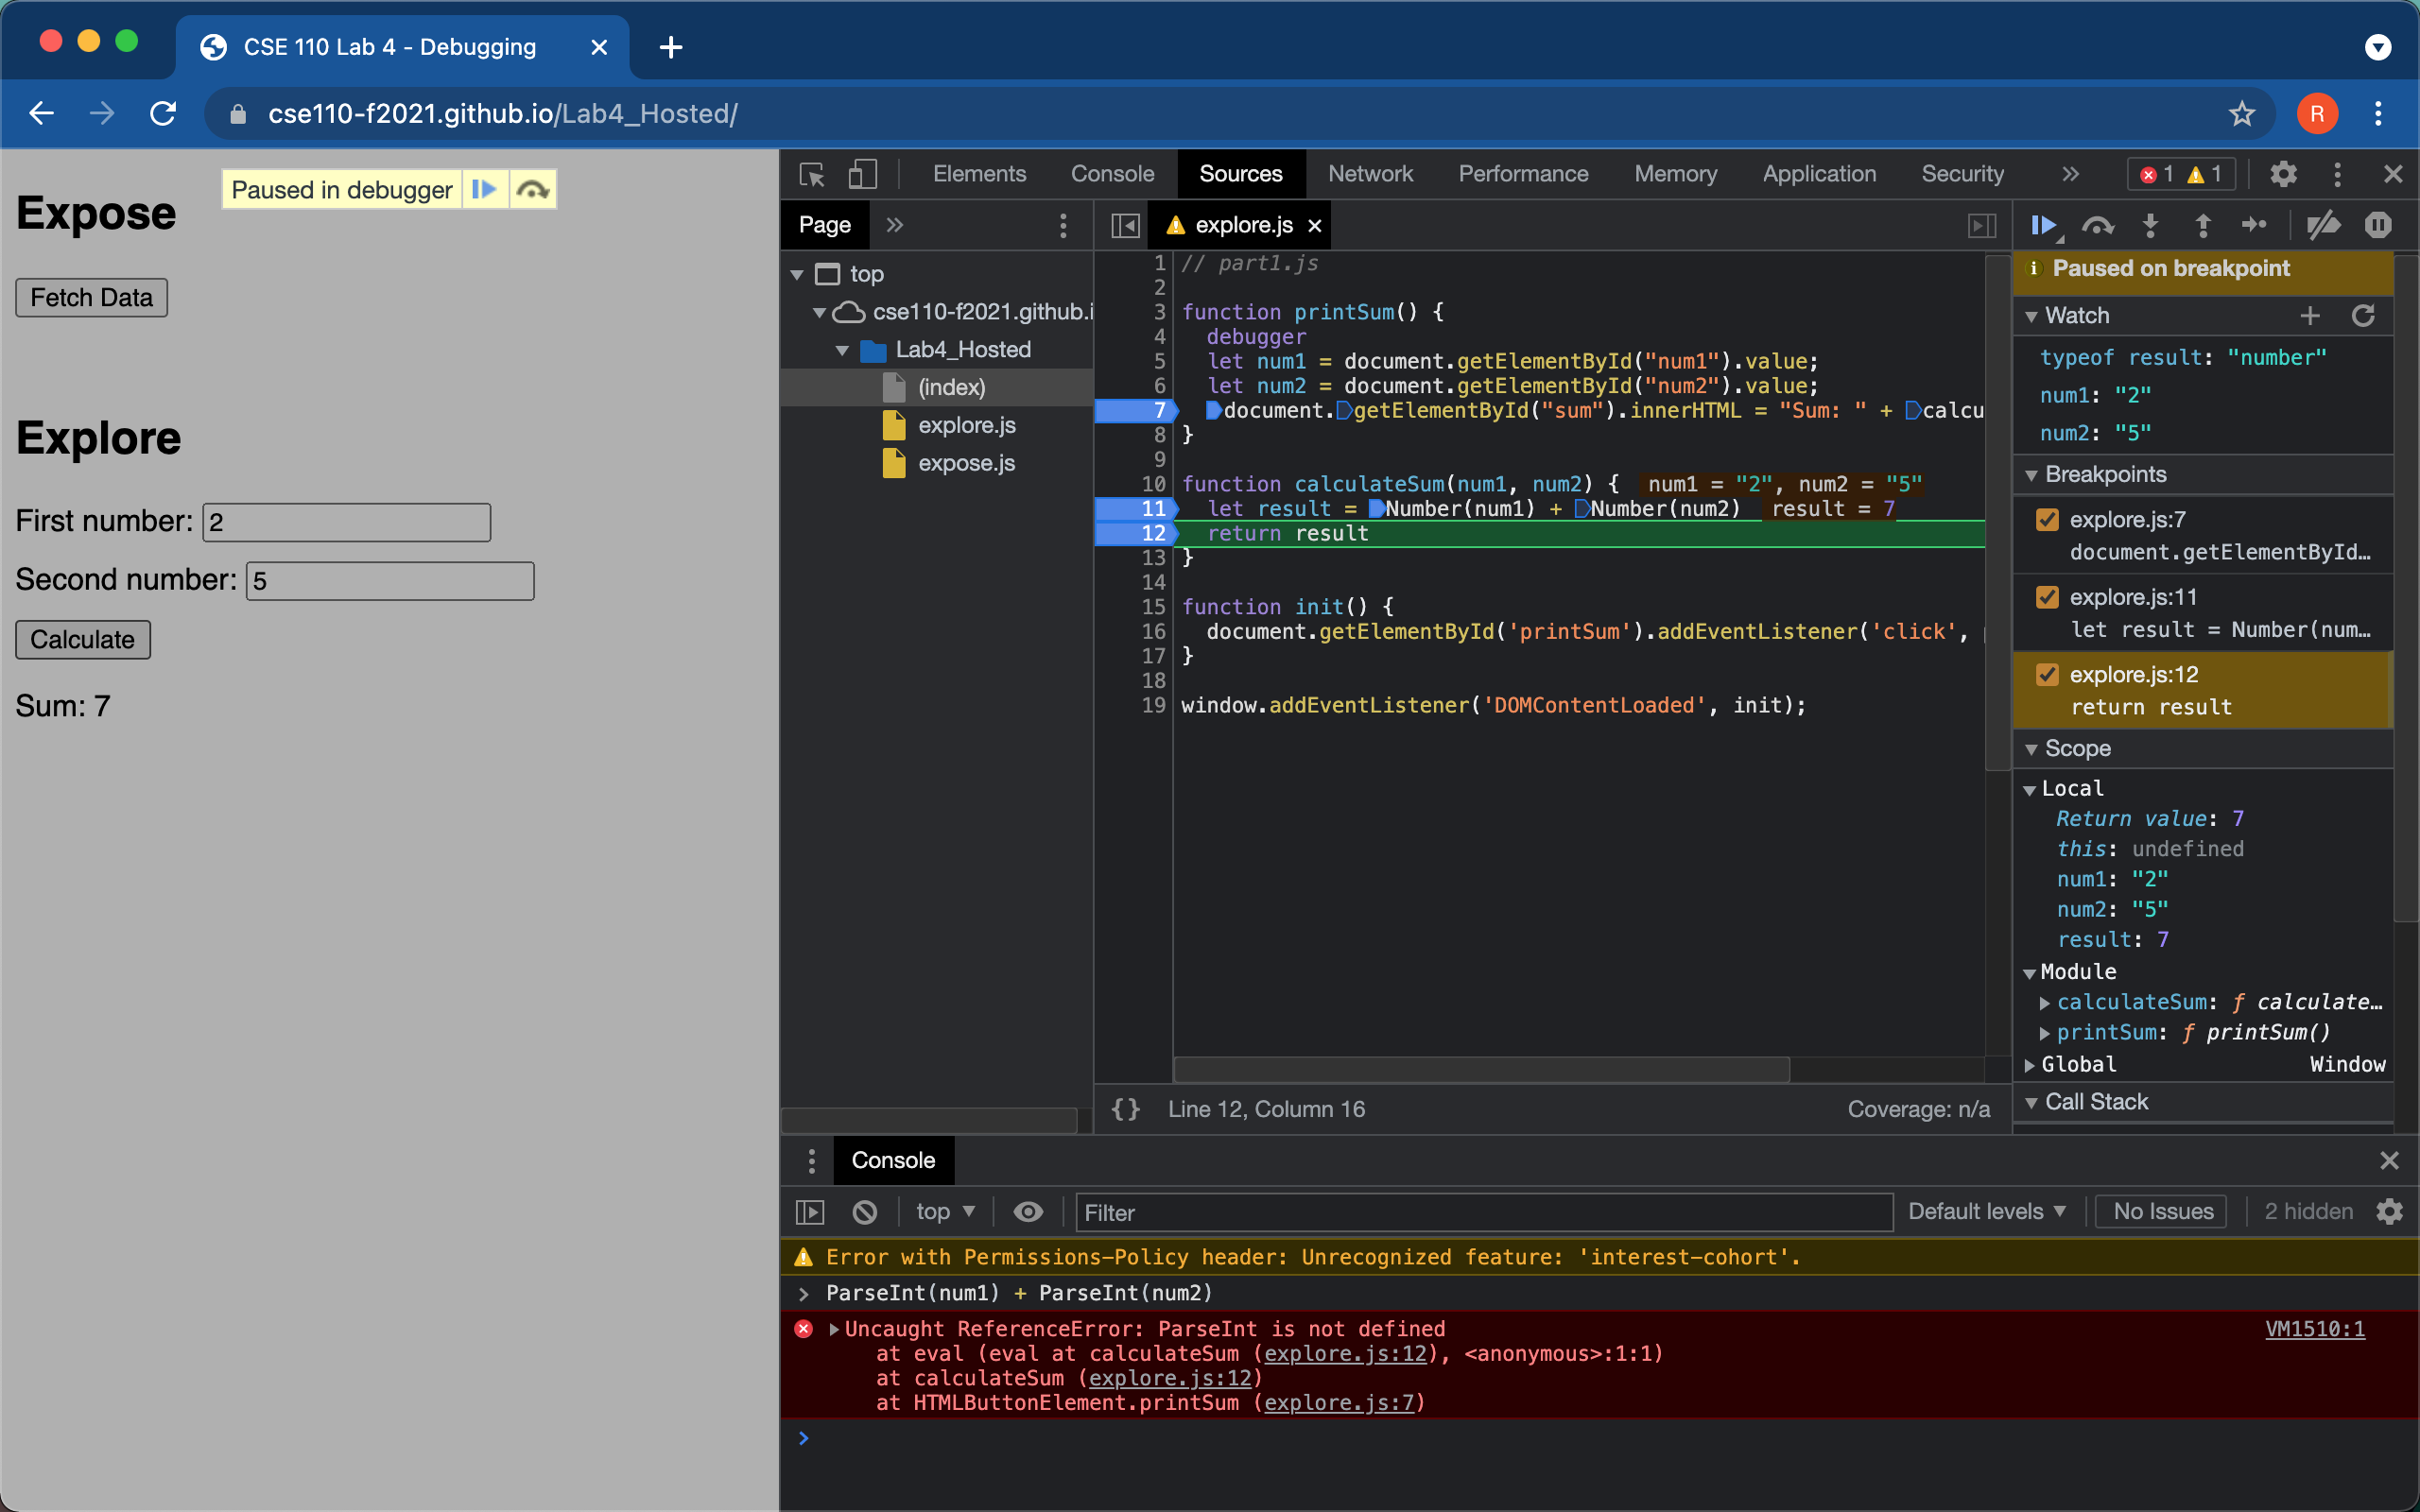 CSE 110 Lab 4 - Debugging
cse110-f2021.github.io/Lab4_Hosted/
R
Expose
Paused in debugger
Fetch Data
Explore
First number: 2
Second number: 5
Calculate
Sum: 7
Elements Console Sources Network Performance Memory Application Security » 1 1
Page »
top
cse110-f2021.github.i
Lab4_Hosted
(index)
explore.js
expose.js
explore.js
1 // part1.js
2
3 function printSum() {
4 debugger
5 let num1 = document.getElementById("num1").value;
6 let num2 = document.getElementById("num2").value;
7 document.getElementById("sum").innerHTML = "Sum: " + calcu
8 }
9
10 function calculateSum(num1, num2) { num1 = "2", num2 = "5"
11 let result = Number(num1) + Number(num2) result = 7
12 return result
13 }
14
15 function init() {
16 document.getElementById('printSum').addEventListener('click',
17 }
18
19 window.addEventListener('DOMContentLoaded', init);
{} Line 12, Column 16 Coverage: n/a
Paused on breakpoint
Watch
typeof result: "number"
num1: "2"
num2: "5"
Breakpoints
explore.js:7
document.getElementById…
explore.js:11
let result = Number(num…
explore.js:12
return result
Scope
Local
Return value: 7
this: undefined
num1: "2"
num2: "5"
result: 7
Module
calculateSum: ƒ calculate…
printSum: ƒ printSum()
Global Window
Call Stack
Console
top Filter Default levels No Issues 2 hidden
Error with Permissions-Policy header: Unrecognized feature: 'interest-cohort'.
> ParseInt(num1) + ParseInt(num2)
Uncaught ReferenceError: ParseInt is not defined VM1510:1
at eval (eval at calculateSum (explore.js:12), <anonymous>:1:1)
at calculateSum (explore.js:12)
at HTMLButtonElement.printSum (explore.js:7)
>